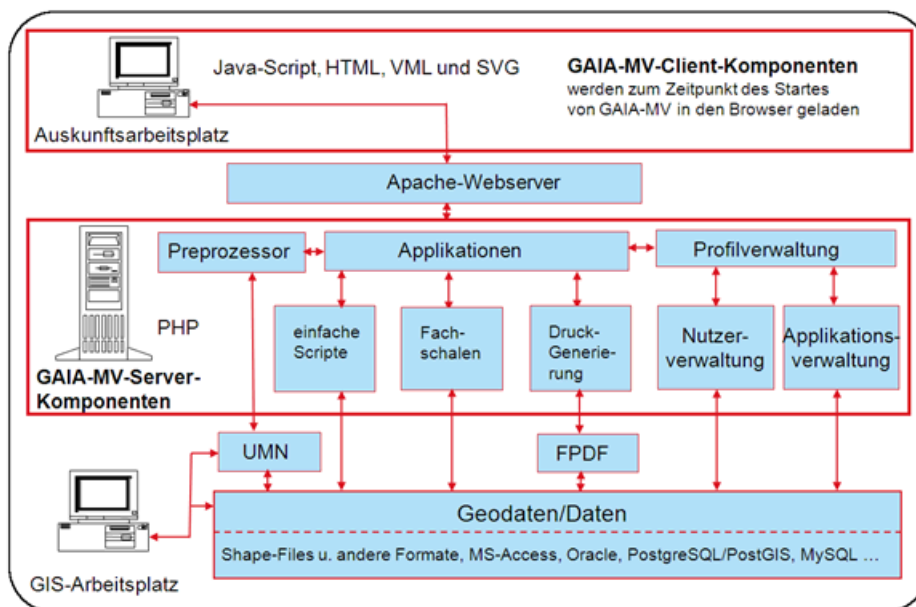 Java-Script, HTML, VML und SVG
GAIA-MV-Client-Komponenten
werden zum Zeitpunkt des Startes
von GAIA-MV in den Browser geladen
Auskunftsarbeitsplatz
Apache-Webserver
Preprozessor
Applikationen
Profilverwaltung
PHP
einfache
Scripte
Fach-
schalen
Druck-
Generie-
rung
Nutzer-
verwaltung
Applikations-
verwaltung
GAIA-MV-Server-
Komponenten
UMN
FPDF
Geodaten/Daten
Shape-Files u. andere Formate, MS-Access, Oracle, PostgreSQL/PostGIS, MySQL ...
GIS-Arbeitsplatz